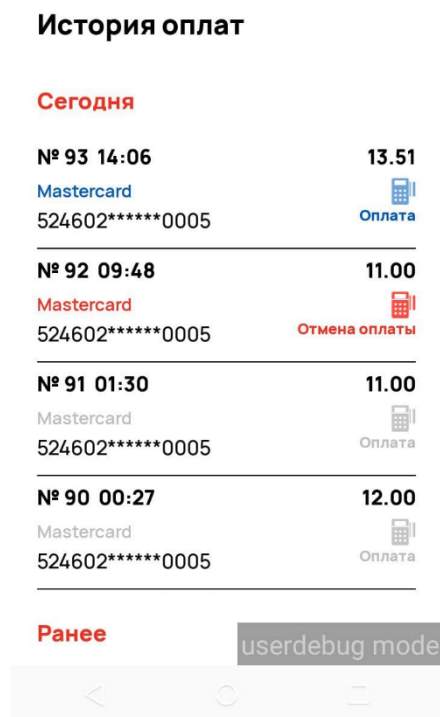 История оплат
Сегодня
№ 93 14:06 13.51
Mastercard
524602******0005 Оплата
№ 92 09:48 11.00
Mastercard
524602******0005 Отмена оплаты
№ 91 01:30 11.00
Mastercard
524602******0005 Оплата
№ 90 00:27 12.00
Mastercard
524602******0005 Оплата
Ранее
userdebug mode